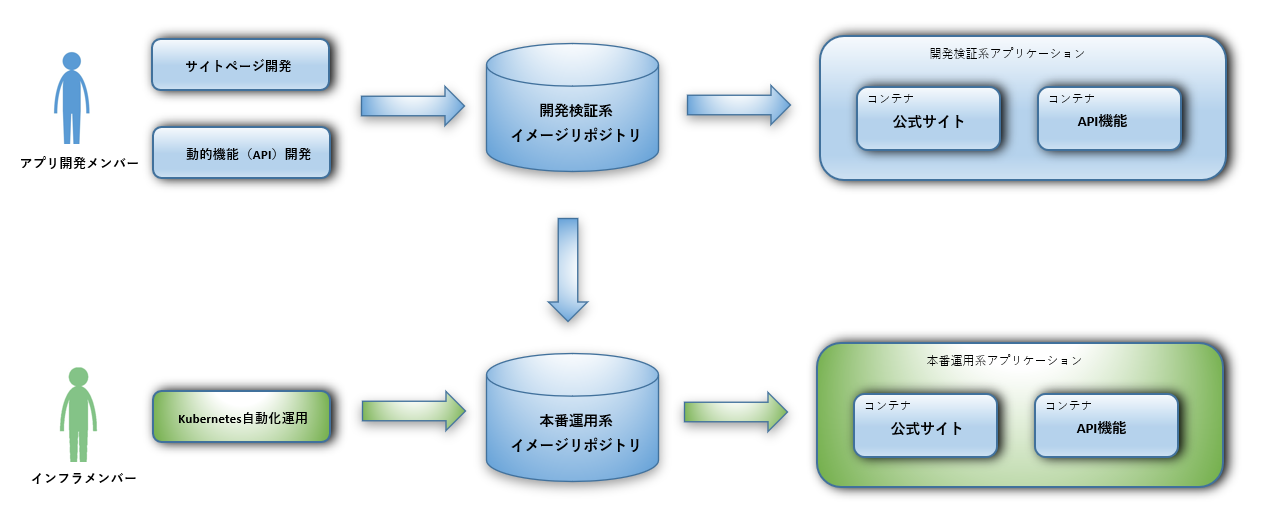 サイトページ開発
動的機能（API）開発
アプリ開発メンバー
開発検証系
イメージリポジトリ
開発検証系アプリケーション
コンテナ
公式サイト
コンテナ
API機能
Kubernetes自動化運用
インフラメンバー
本番運用系
イメージリポジトリ
本番運用系アプリケーション
コンテナ
公式サイト
コンテナ
API機能